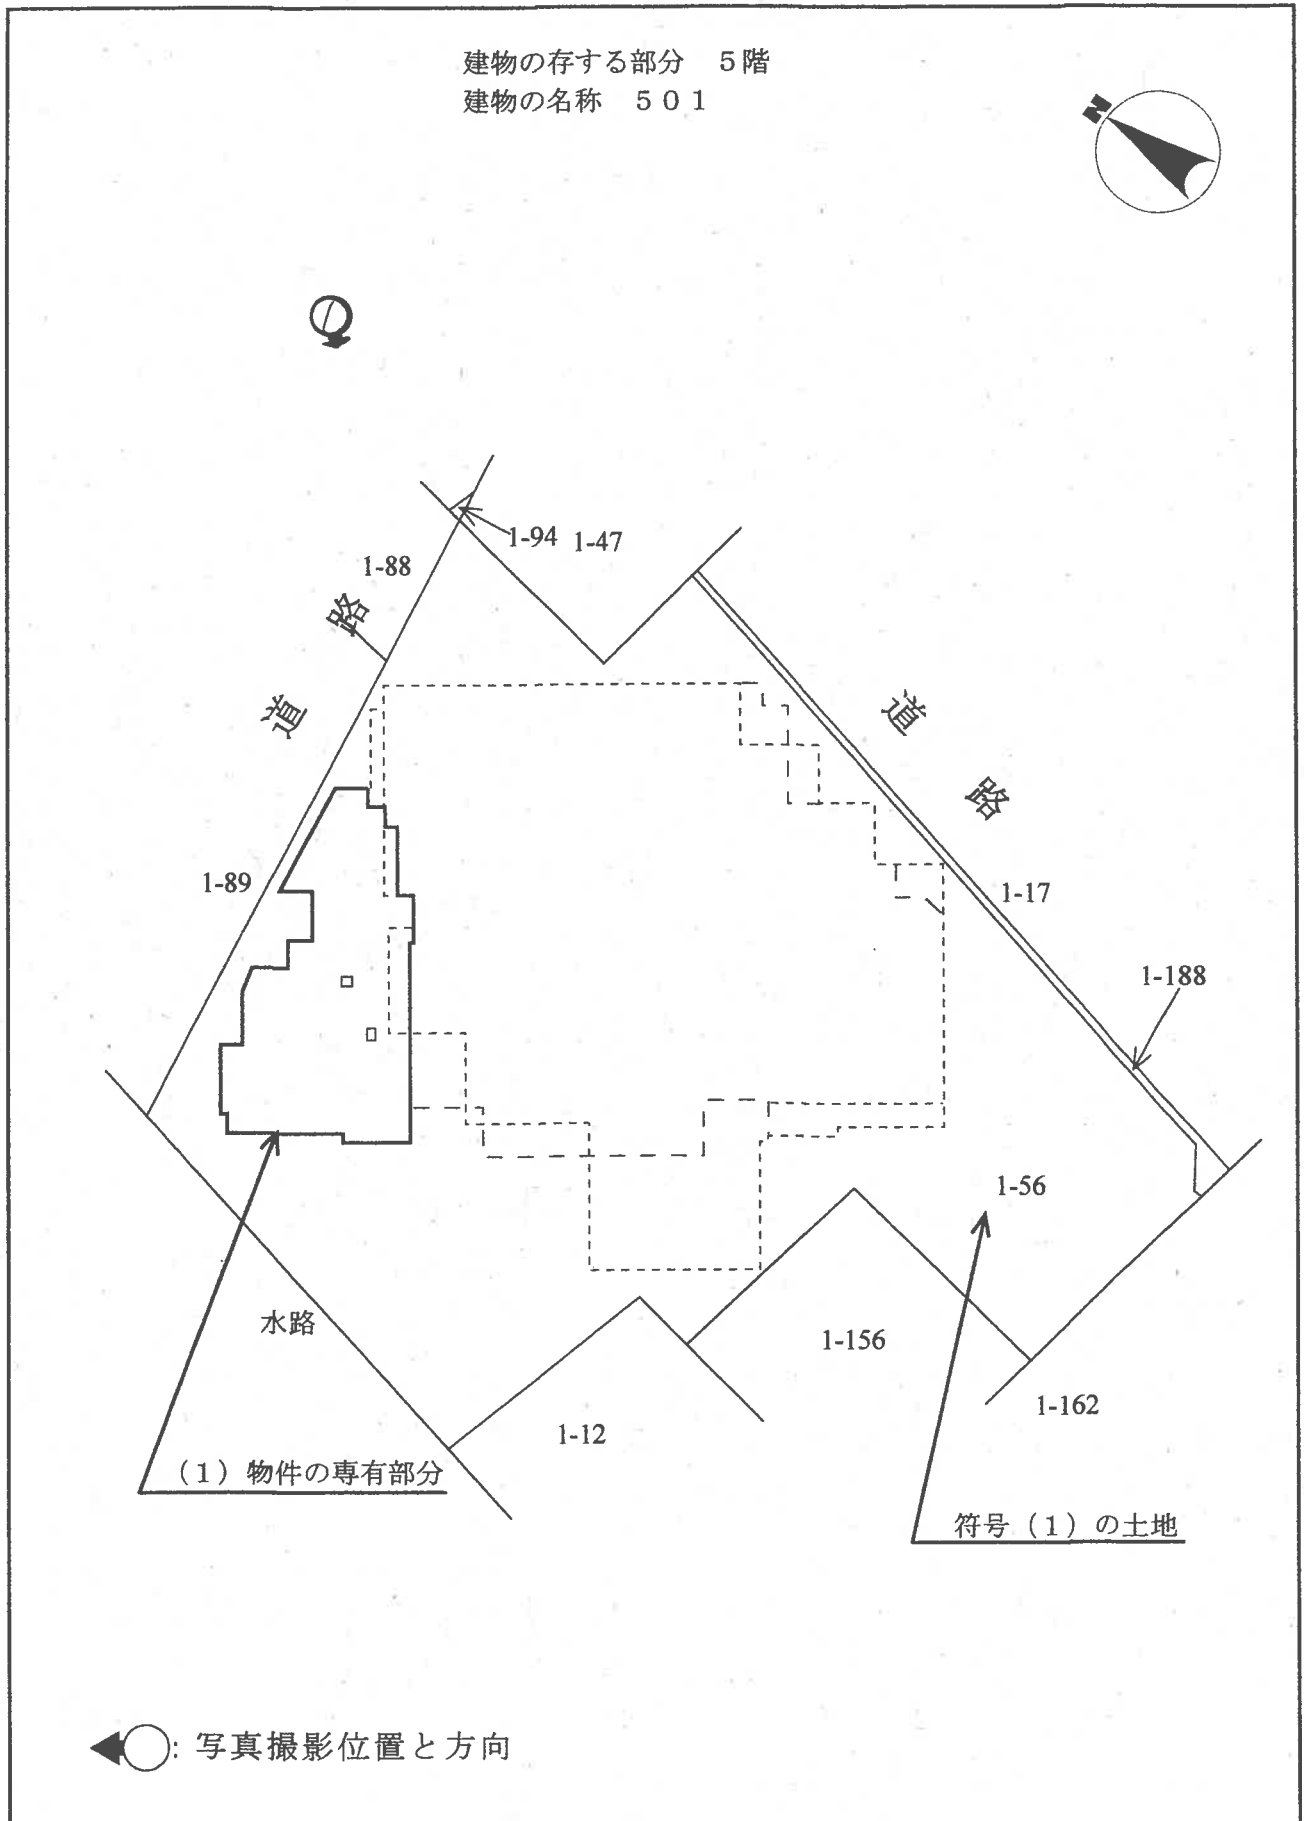 建物の存する部分　５階
建物の名称　５０１
N
1-94
1-47
1-88
道路
道路
1-89
1-17
1-188
1-56
水路
1-156
1-162
1-12
（１）物件の専有部分
符号（１）の土地
：写真撮影位置と方向